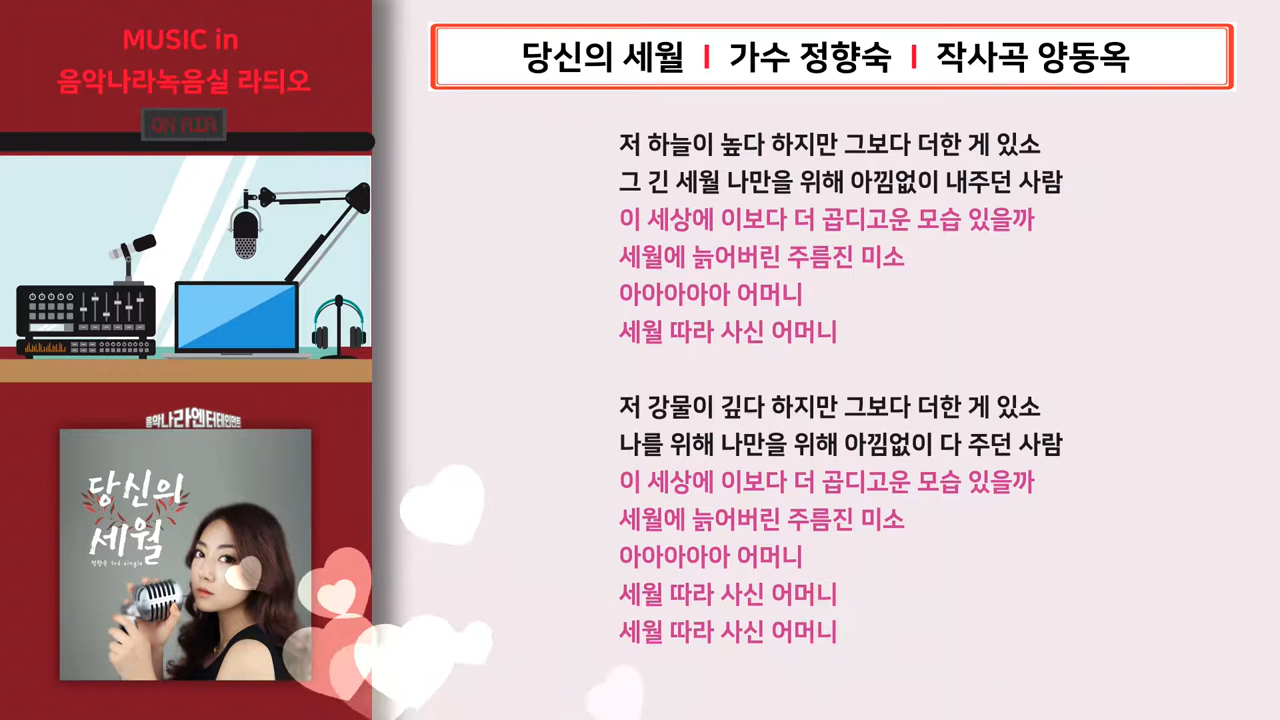 MUSIC in
음악나라녹음실 라듸오
ON AIR
음악나라엔터테인먼트
당신의
세월
정향숙 3rd single
당신의 세월 I 가수 정향숙 I 작사곡 양동옥
저 하늘이 높다 하지만 그보다 더한 게 있소
그 긴 세월 나만을 위해 아낌없이 내주던 사람
이 세상에 이보다 더 곱디고운 모습 있을까
세월에 늙어버린 주름진 미소
아아아아아 어머니
세월 따라 사신 어머니
저 강물이 깊다 하지만 그보다 더한 게 있소
나를 위해 나만을 위해 아낌없이 다 주던 사람
이 세상에 이보다 더 곱디고운 모습 있을까
세월에 늙어버린 주름진 미소
아아아아아 어머니
세월 따라 사신 어머니
세월 따라 사신 어머니